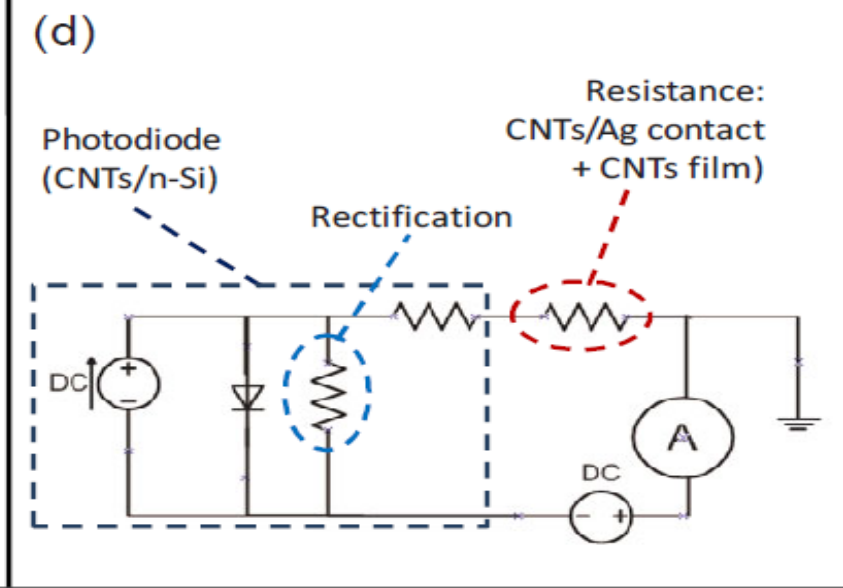 (d)
Resistance:
CNTs/Ag contact
+ CNTs film)
Photodiode
(CNTs/n-Si)
Rectification
DC
+
−
A
DC
− +